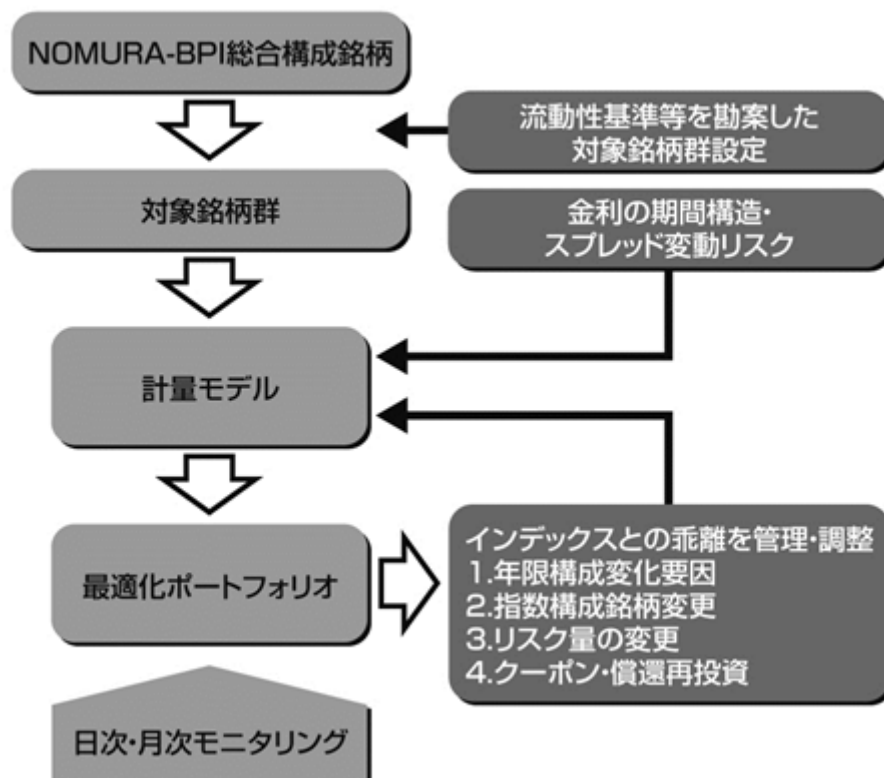 NOMURA-BPI総合構成銘柄
流動性基準等を勘案した
対象銘柄群設定
対象銘柄群
金利の期間構造・
スプレッド変動リスク
計量モデル
最適化ポートフォリオ
インデックスとの乖離を管理・調整
1.年限構成変化要因
2.指数構成銘柄変更
3.リスク量の変更
4.クーポン・償還再投資
日次・月次モニタリング